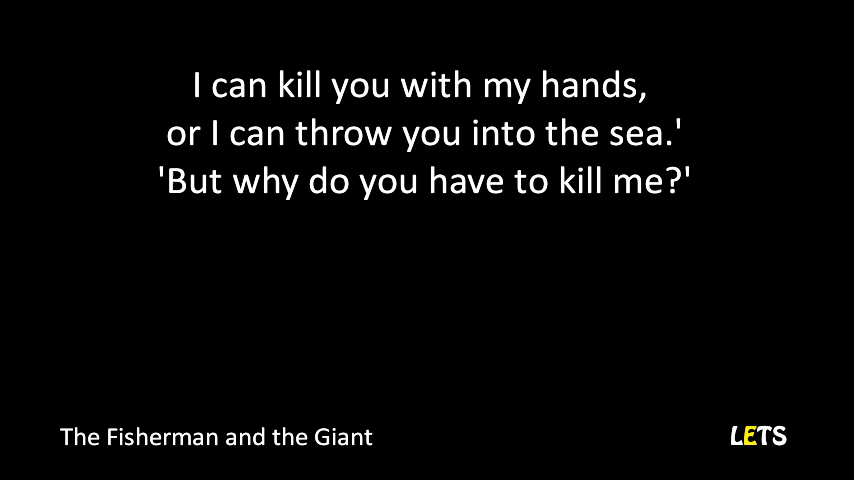 I can kill you with my hands,
or I can throw you into the sea.'
'But why do you have to kill me?'
The Fisherman and the Giant
LETS